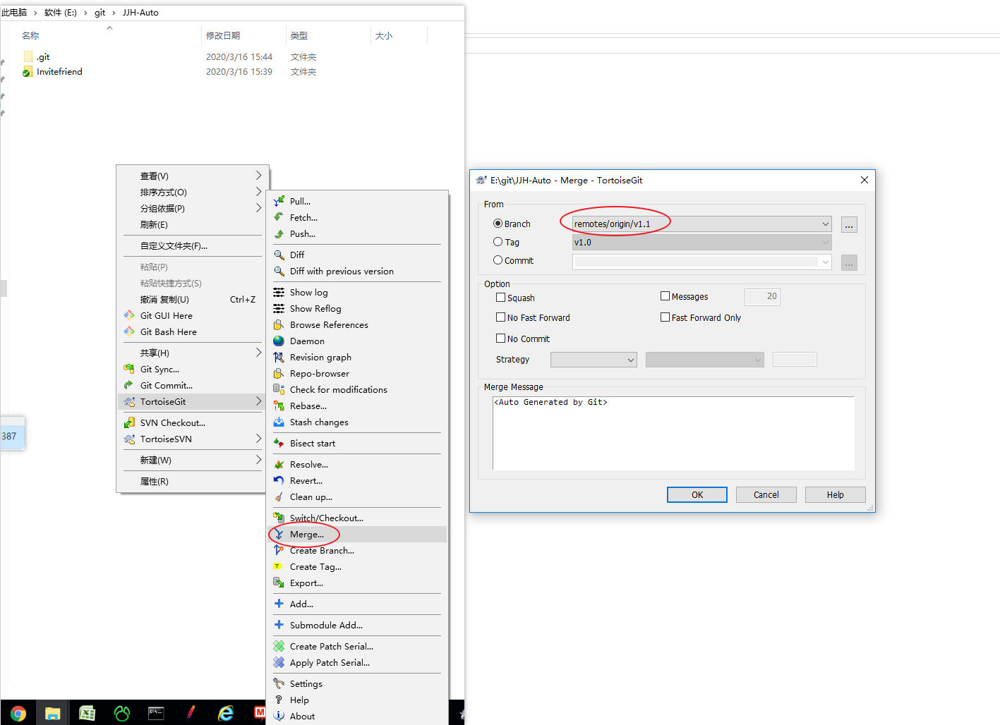 此电脑 › 软件 (E:) › git › JJH-Auto
名称 修改日期 类型 大小
.git 2020/3/16 15:44 文件夹
Invitefriend 2020/3/16 15:39 文件夹
查看(V)
排序方式(O)
分组依据(P)
刷新(E)
自定义文件夹(F)...
粘贴(P)
粘贴快捷方式(S)
撤消 复制(U) Ctrl+Z
Git GUI Here
Git Bash Here
共享(H)
Git Sync...
Git Commit...
TortoiseGit
SVN Checkout...
TortoiseSVN
新建(W)
属性(R)
387
Pull...
Fetch...
Push...
Diff
Diff with previous version
Show log
Show Reflog
Browse References
Daemon
Revision graph
Repo-browser
Check for modifications
Rebase...
Stash changes
Bisect start
Resolve...
Revert...
Clean up...
Switch/Checkout...
Merge...
Create Branch...
Create Tag...
Export...
Add...
Submodule Add...
Create Patch Serial...
Apply Patch Serial...
Settings
Help
About
E:\git\JJH-Auto - Merge - TortoiseGit
From
Branch remotes/origin/v1.1 ...
Tag v1.0
Commit ...
Option
Squash Messages 20
No Fast Forward Fast Forward Only
No Commit
Strategy
Merge Message
<Auto Generated by Git>
OK Cancel Help